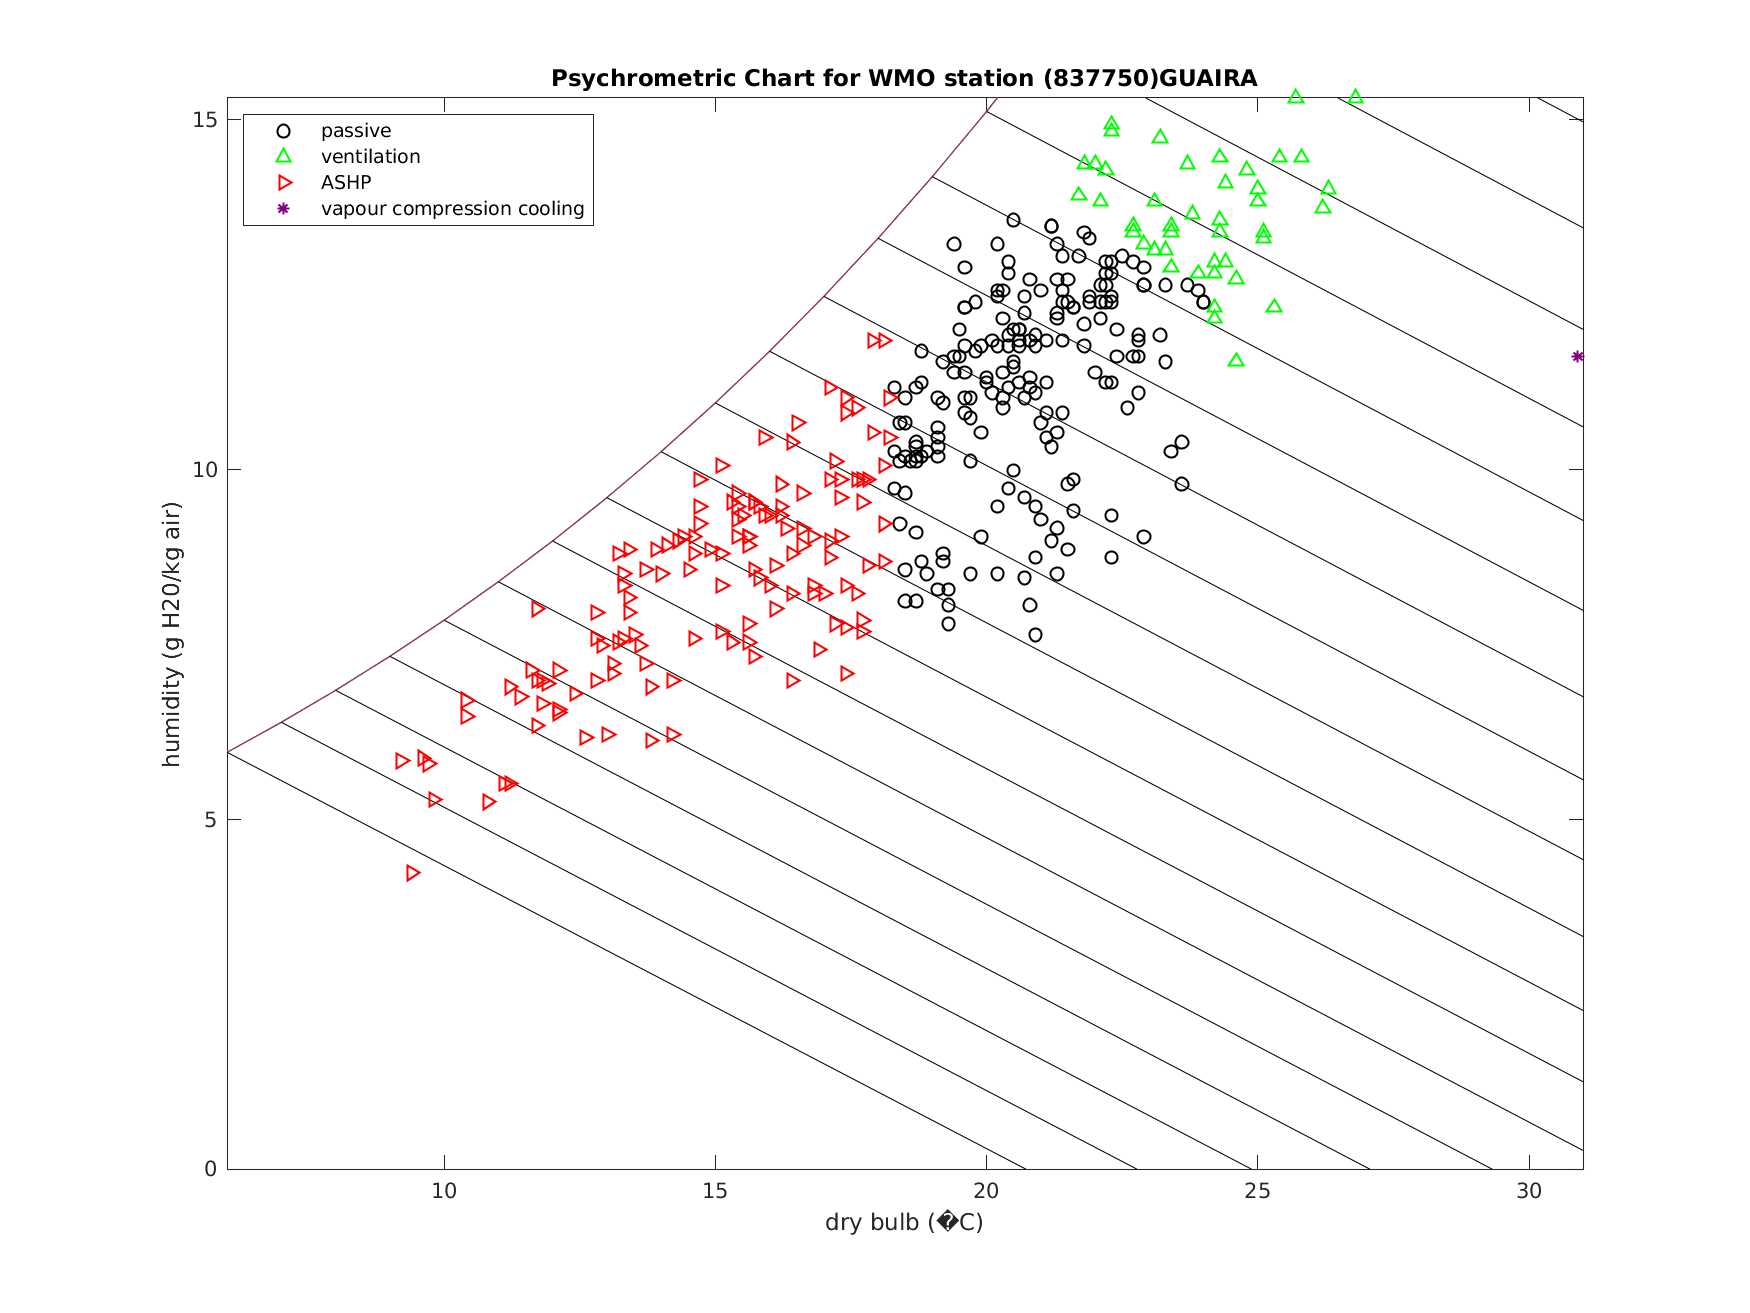 Psychrometric Chart for WMO station (837750)GUAIRA
passive
ventilation
ASHP
vapour compression cooling
15
10
5
0
humidity (g H20/kg air)
10 15 20 25 30
dry bulb (�C)